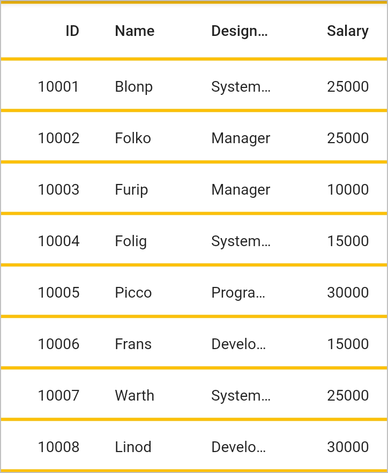 ID Name Design... Salary
10001 Blonp System... 25000
10002 Folko Manager 25000
10003 Furip Manager 10000
10004 Folig System... 15000
10005 Picco Progra... 30000
10006 Frans Develo... 15000
10007 Warth System... 25000
10008 Linod Develo... 30000